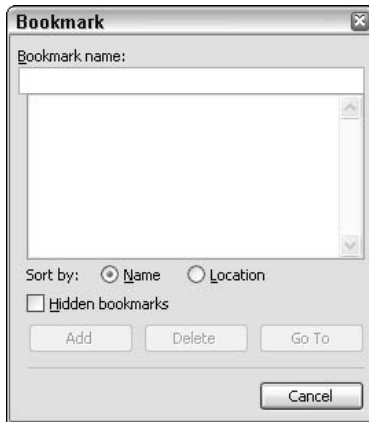 Bookmark
Bookmark name:
Sort by: Name Location
Hidden bookmarks
Add Delete Go To
Cancel